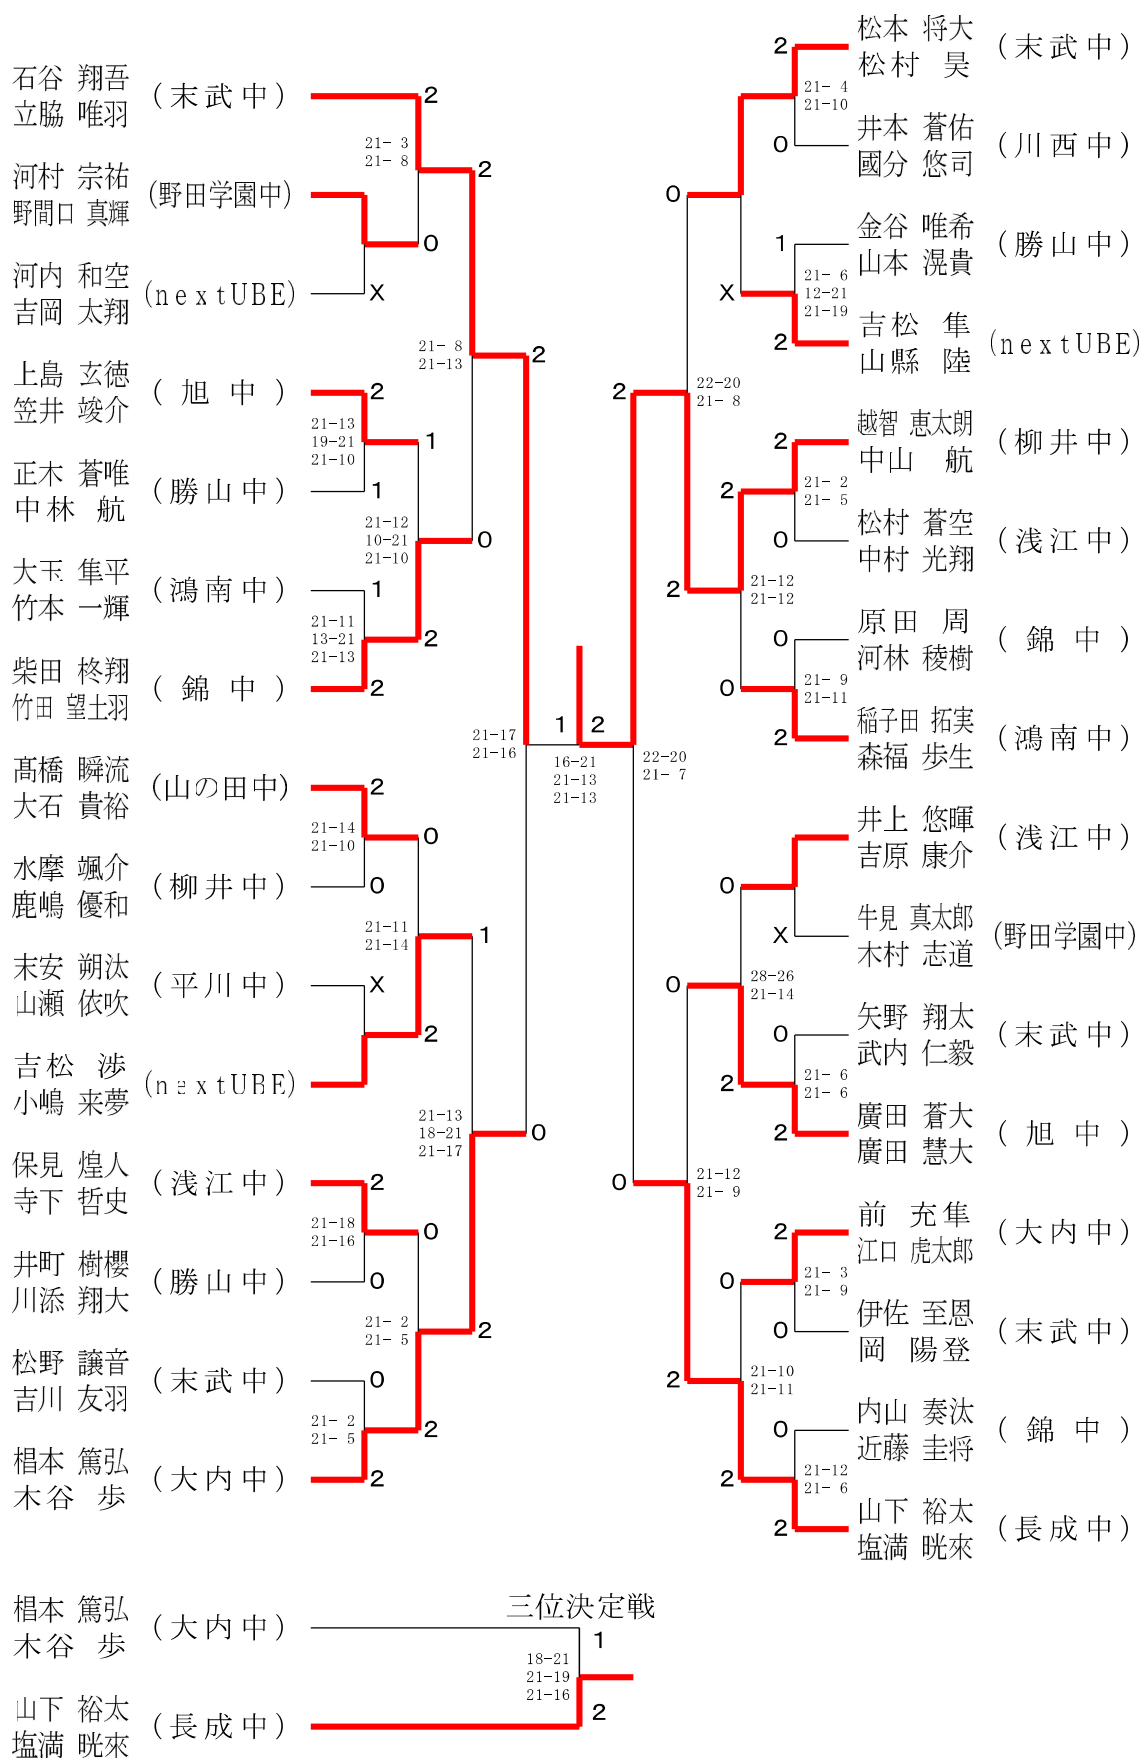 石谷 翔吾
立脇 唯羽
(末武中)
2
21- 3
21- 8
2
河村 宗祐
野間口 真輝
(野田学園中)
0
河内 和空
吉岡 太翔
(nextUBE)
X
21- 8
21-13
2
上島 玄徳
笠井 竣介
(旭中)
2
21-13
19-21
21-10
1
正木 蒼唯
中林 航
(勝山中)
1
21-12
10-21
21-10
0
大玉 隼平
竹本 一輝
(鴻南中)
1
21-11
13-21
21-13
2
柴田 柊翔
竹田 望土羽
(錦中)
2
21-17
21-16
髙橋 瞬流
大石 貴裕
(山の田中)
2
21-14
21-10
0
水摩 颯介
鹿嶋 優和
(柳井中)
0
21-11
21-14
1
末安 朔汰
山瀬 依吹
(平川中)
X
2
吉松 渉
小嶋 来夢
(nextUBE)
21-13
18-21
21-17
0
保見 煌人
寺下 哲史
(浅江中)
2
21-18
21-16
0
井町 樹櫻
川添 翔大
(勝山中)
0
21- 2
21- 5
2
松野 譲音
吉川 友羽
(末武中)
0
21- 2
21- 5
2
椙本 篤弘
木谷 歩
(大内中)
2
1 2
16-21
21-13
21-13
松本 将大
松村 昊
(末武中)
2
21- 4
21-10
井本 蒼佑
國分 悠司
(川西中)
0
0
金谷 唯希
山本 滉貴
(勝山中)
1
21- 6
12-21
21-19
X
吉松 隼
山縣 陸
(nextUBE)
2
22-20
21- 8
2
越智 恵太朗
中山 航
(柳井中)
2
21- 2
21- 5
2
松村 蒼空
中村 光翔
(浅江中)
0
21-12
21-12
2
原田 周
河林 稜樹
(錦中)
0
21- 9
21-11
0
稲子田 拓実
森福 歩生
(鴻南中)
2
22-20
21- 7
井上 悠暉
吉原 康介
(浅江中)
0
牛見 真太郎
木村 志道
(野田学園中)
X
28-26
21-14
0
矢野 翔太
武内 仁毅
(末武中)
0
21- 6
21- 6
2
廣田 蒼大
廣田 慧大
(旭中)
2
21-12
21- 9
0
前 充隼
江口 虎太郎
(大内中)
2
21- 3
21- 9
0
伊佐 至恩
岡 陽登
(末武中)
0
21-10
21-11
2
内山 奏汰
近藤 圭将
(錦中)
0
21-12
21- 6
2
山下 裕太
塩満 晄來
(長成中)
2
三位決定戦
椙本 篤弘
木谷 歩
(大内中)
1
18-21
21-19
21-16
山下 裕太
塩満 晄來
(長成中)
2